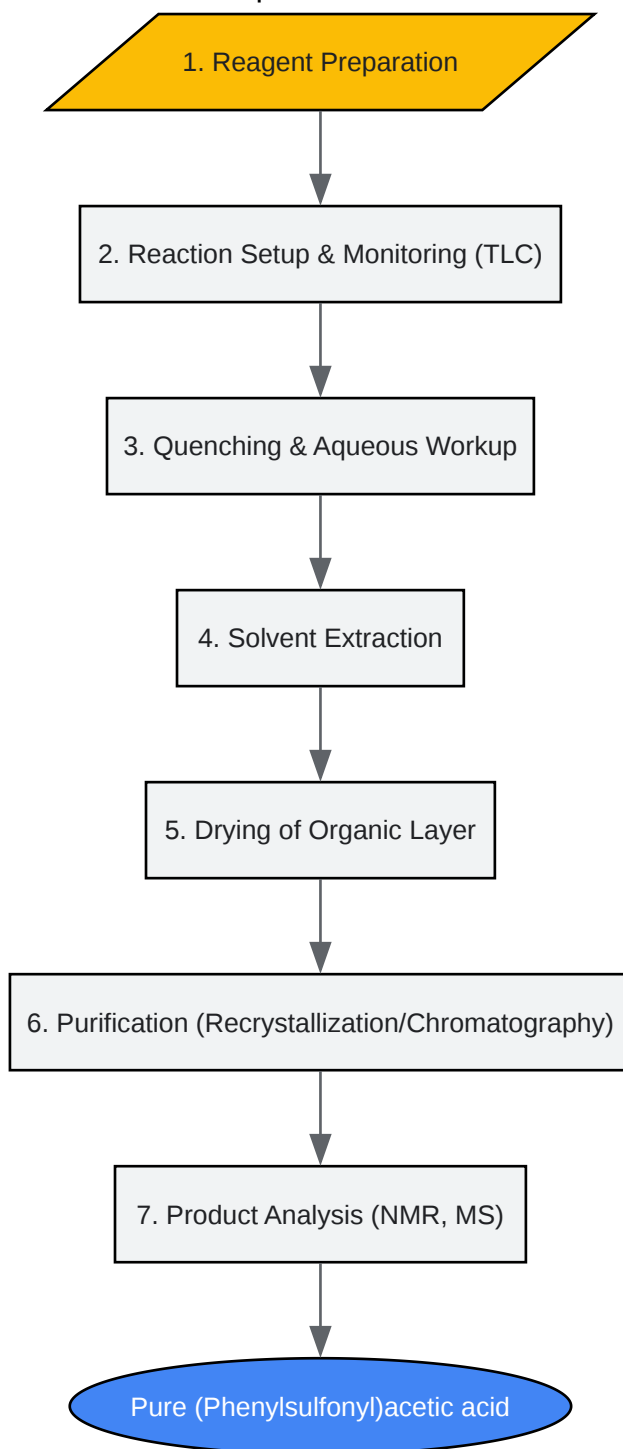 1. Reagent Preparation
2. Reaction Setup & Monitoring (TLC)
3. Quenching & Aqueous Workup
4. Solvent Extraction
5. Drying of Organic Layer
6. Purification (Recrystallization/Chromatography)
7. Product Analysis (NMR, MS)
Pure (Phenylsulfonyl)acetic acid